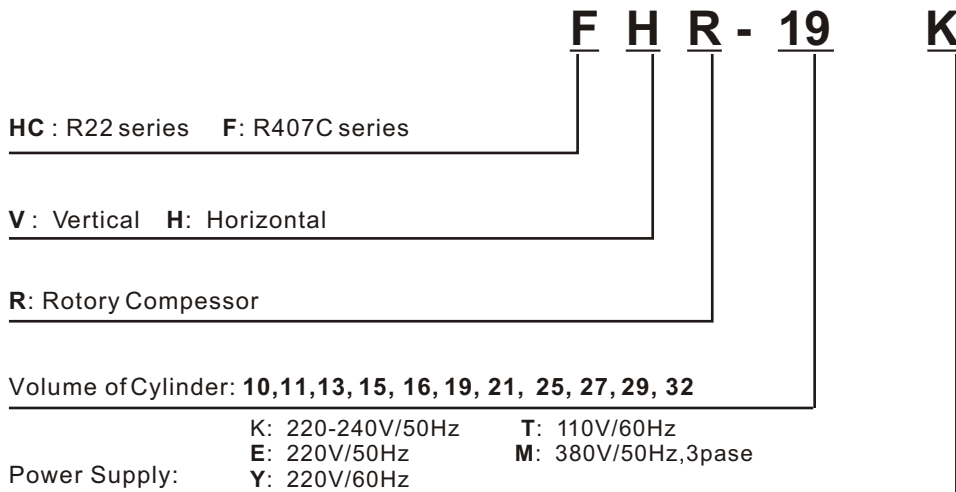 F H R - 19 K
HC : R22 series F: R407C series
V : Vertical H: Horizontal
R: Rotory Compessor
Volume of Cylinder: 10,11,13, 15, 16, 19, 21, 25, 27, 29, 32
K: 220-240V/50Hz T: 110V/60Hz
E: 220V/50Hz M: 380V/50Hz,3pase
Power Supply: Y: 220V/60Hz